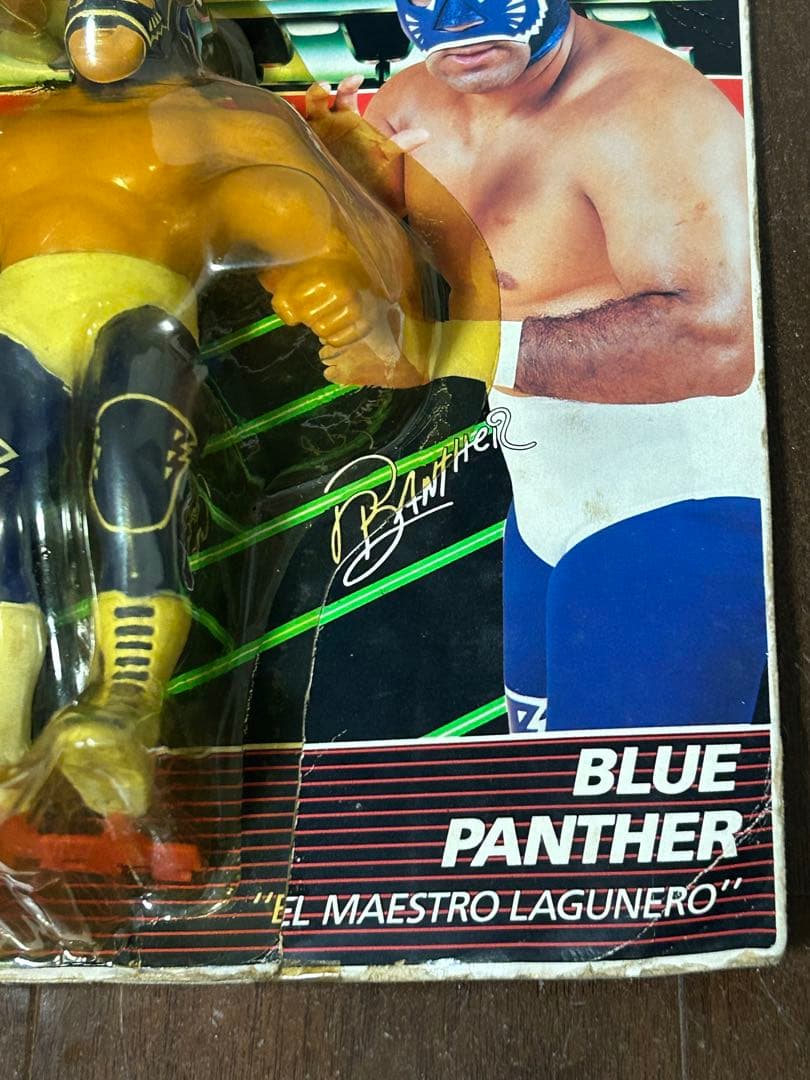 B.PANTHER
BLUE
PANTHER
"EL MAESTRO LAGUNERO"